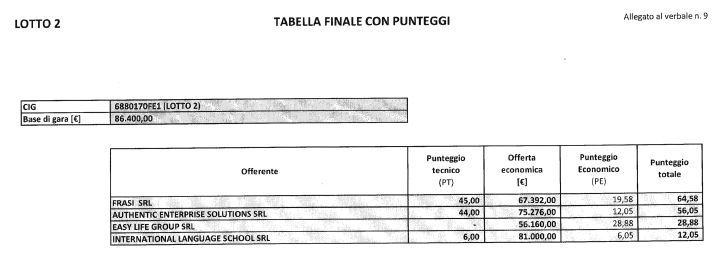 Allegato al verbale n. 9
LOTTO 2
TABELLA FINALE CON PUNTEGGI
CIG 6880170FE1 (LOTTO 2)
Base di gara [€] 86.400,00
Offerente Punteggio tecnico (PT) Offerta economica [€] Punteggio Economico (PE) Punteggio totale
FRASI SRL 45,00 67.392,00 19,58 64,58
AUTHENTIC ENTERPRISE SOLUTIONS SRL 44,00 75.276,00 12,05 56,05
EASY LIFE GROUP SRL - 56.160,00 28,88 28,88
INTERNATIONAL LANGUAGE SCHOOL SRL 6,00 81.000,00 6,05 12,05